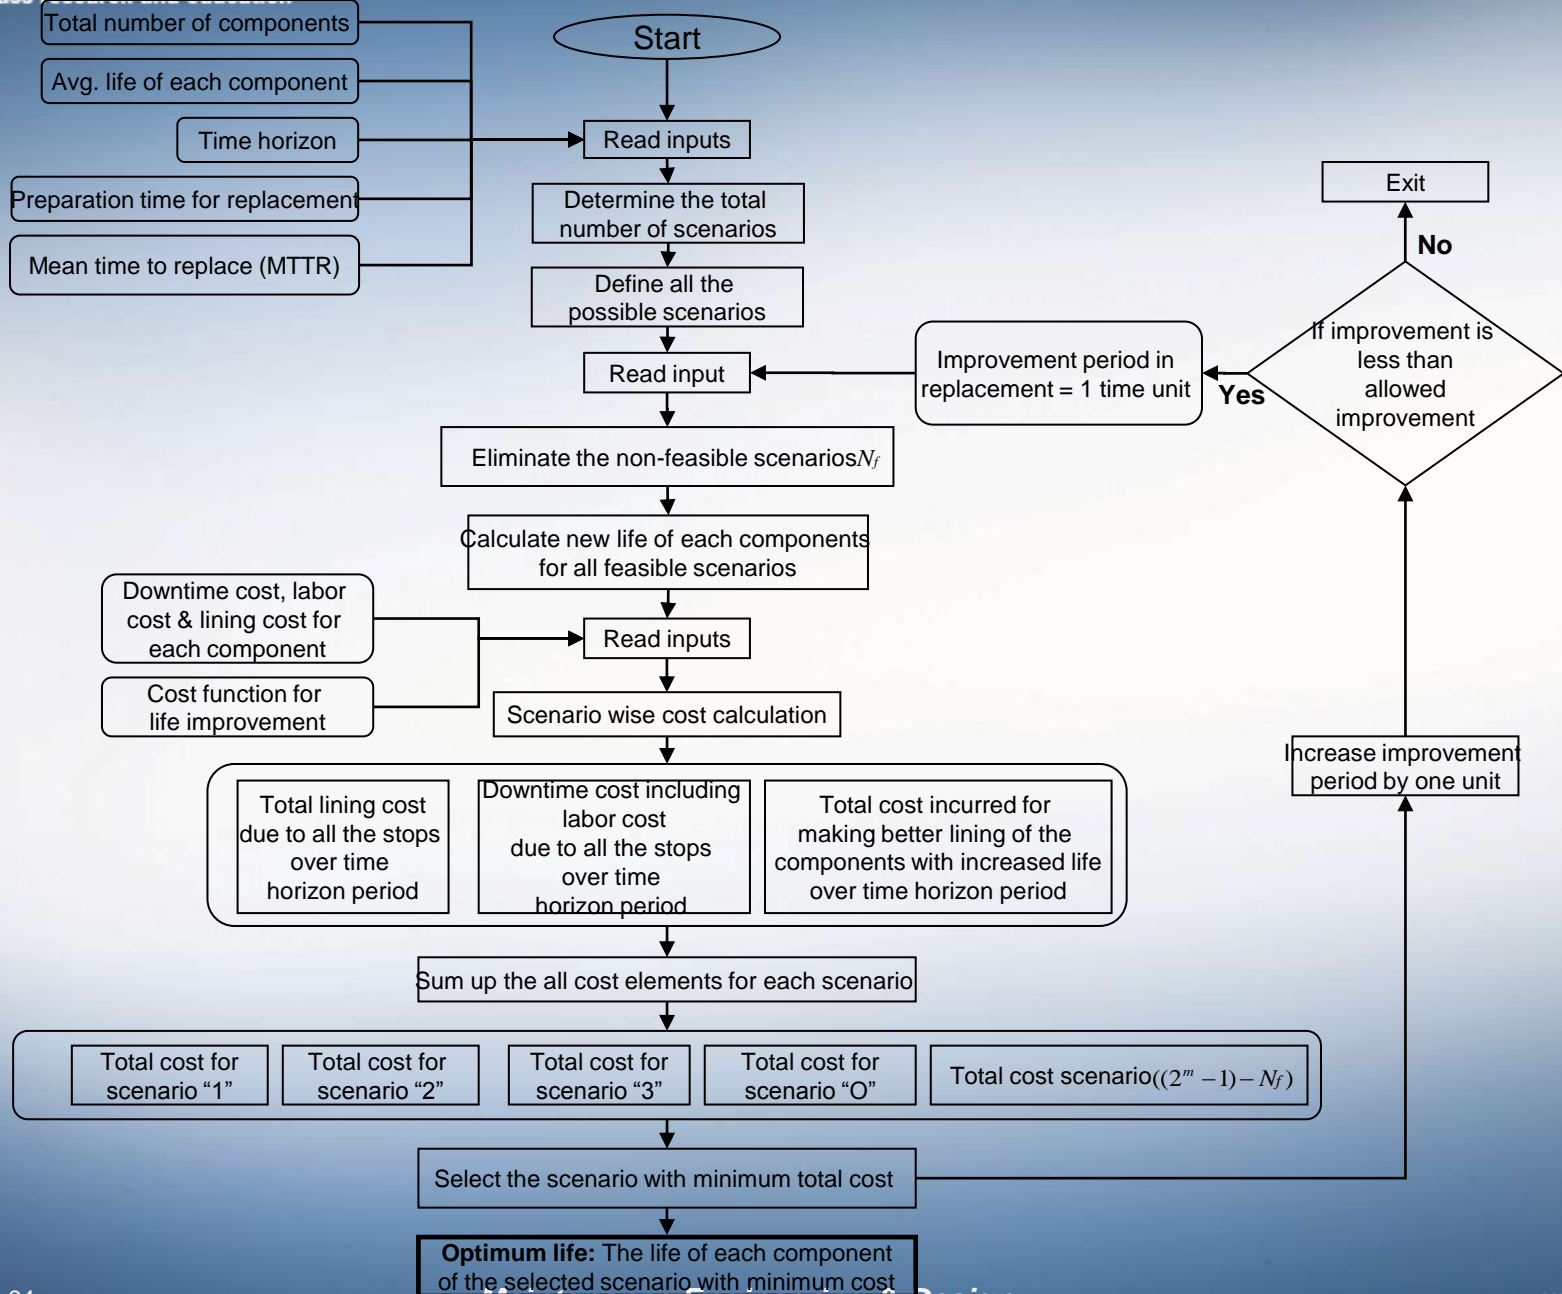 Total number of components
Start
Avg. life of each component
Time horizon
Read inputs
Preparation time for replacement
Mean time to replace (MTTR)
Determine the total
number of scenarios
Define all the
possible scenarios
Read input
Improvement period in
replacement = 1 time unit
Exit
No
Yes
If improvement is
less than
allowed
improvement
Eliminate the non-feasible scenarios Nf
Calculate new life of each components
for all feasible scenarios
Downtime cost, labor
cost & lining cost for
each component
Read inputs
Cost function for
life improvement
Scenario wise cost calculation
Increase improvement
period by one unit
Total lining cost
due to all the stops
over time
horizon period
Downtime cost including
labor cost
due to all the stops
over time
horizon period
Total cost incurred for
making better lining of the
components with increased life
over time horizon period
Sum up the all cost elements for each scenario
Total cost for
scenario “1”
Total cost for
scenario “2”
Total cost for
scenario “3”
Total cost for
scenario “O”
Total cost scenario((2^m − 1) − Nf)
Select the scenario with minimum total cost
Optimum life: The life of each component
of the selected scenario with minimum cost